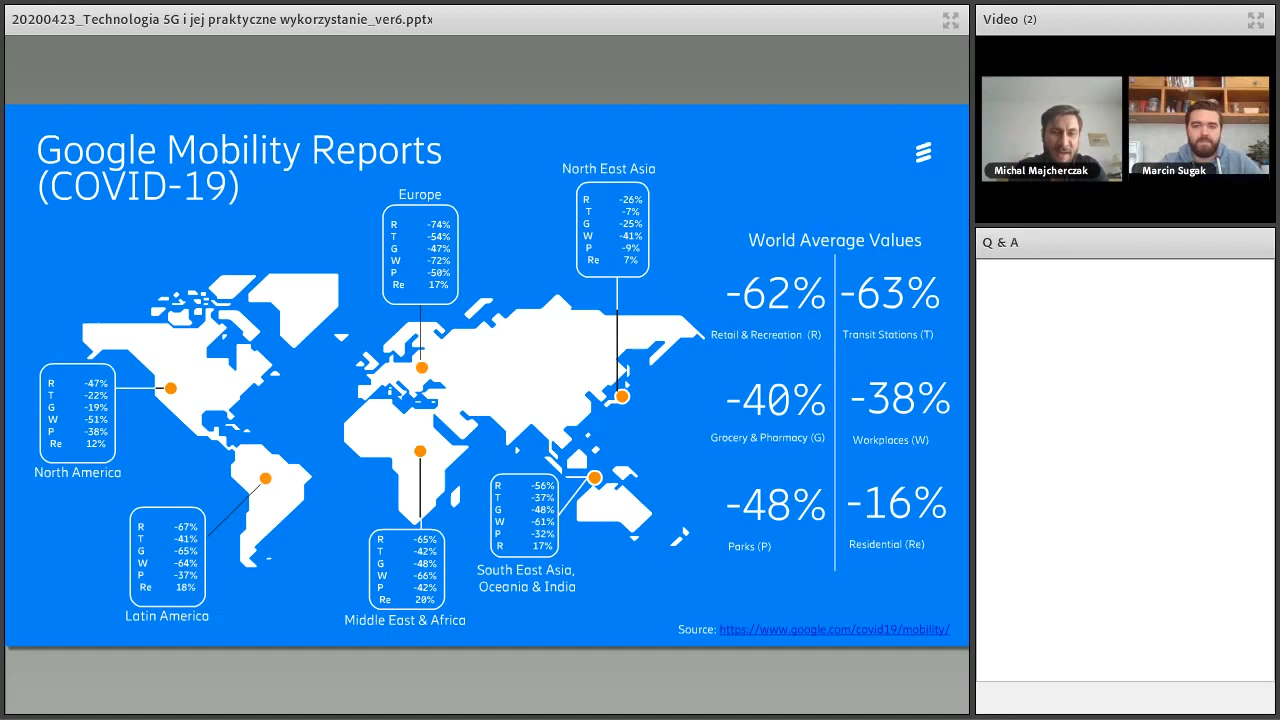 20200423_Technologia 5G i jej praktyczne wykorzystanie_ver6.pptx
Video (2)
Michal Majcherczak
Marcin Sugak
Q & A
Google Mobility Reports
(COVID-19)
Europe
R -74%
T -54%
G -47%
W -72%
P -50%
Re 17%
North East Asia
R -26%
T -7%
G -25%
W -41%
P -9%
Re 7%
North America
R -47%
T -22%
G -19%
W -51%
P -38%
Re 12%
Latin America
R -67%
T -41%
G -65%
W -64%
P -37%
Re 18%
Middle East & Africa
R -65%
T -42%
G -48%
W -66%
P -42%
Re 20%
R -56%
T -37%
G -48%
W -61%
P -32%
R 17%
South East Asia,
Oceania & India
World Average Values
-62% -63%
Retail & Recreation (R) Transit Stations (T)
-40% -38%
Grocery & Pharmacy (G) Workplaces (W)
-48% -16%
Parks (P) Residential (Re)
Source: https://www.google.com/covid19/mobility/